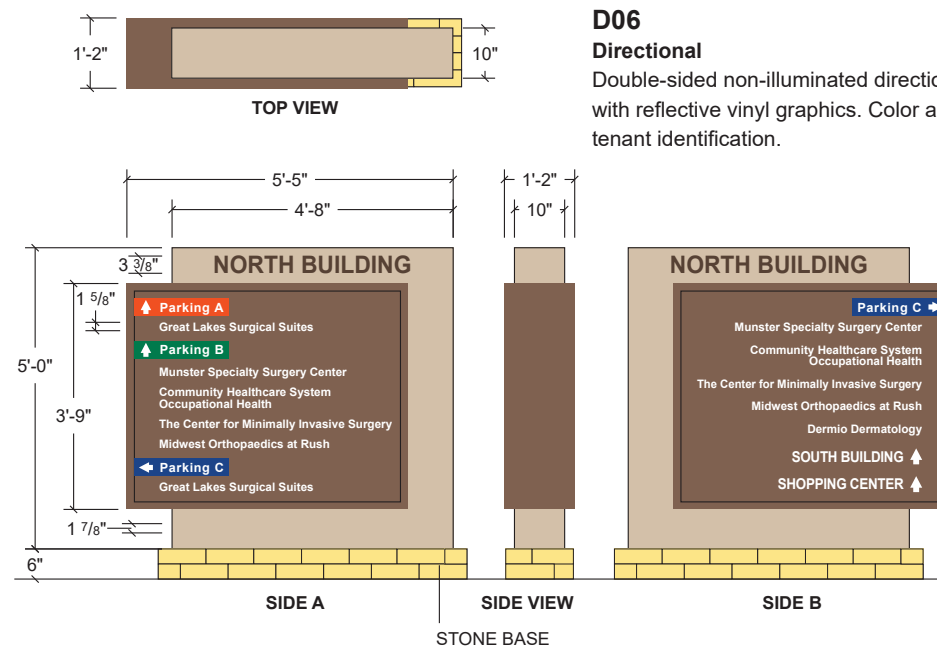 1'-2"
10"
TOP VIEW
D06
Directional
Double-sided non-illuminated
with reflective vinyl graphics. Color
tenant identification.
5'-5"
4'-8"
1'-2"
10"
3 3/8"
1 5/8"
5'-0"
3'-9"
1 7/8"
6"
NORTH BUILDING
Parking A
Great Lakes Surgical Suites
Parking B
Munster Specialty Surgery Center
Community Healthcare System
Occupational Health
The Center for Minimally Invasive Surgery
Midwest Orthopaedics at Rush
Parking C
Great Lakes Surgical Suites
NORTH BUILDING
Parking C
Munster Specialty Surgery Center
Community Healthcare System
Occupational Health
The Center for Minimally Invasive Surgery
Midwest Orthopaedics at Rush
Dermio Dermatology
SOUTH BUILDING
SHOPPING CENTER
SIDE A
SIDE VIEW
SIDE B
STONE BASE